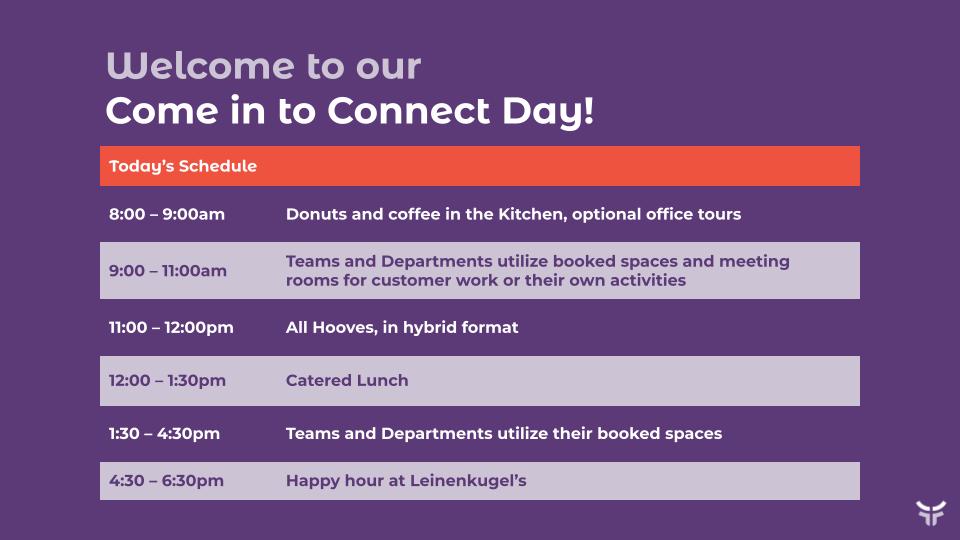 Welcome to our
Come in to Connect Day!
Today’s Schedule
8:00 – 9:00am Donuts and coffee in the Kitchen, optional office tours
9:00 – 11:00am Teams and Departments utilize booked spaces and meeting
rooms for customer work or their own activities
11:00 – 12:00pm All Hooves, in hybrid format
12:00 – 1:30pm Catered Lunch
1:30 – 4:30pm Teams and Departments utilize their booked spaces
4:30 – 6:30pm Happy hour at Leinenkugel’s